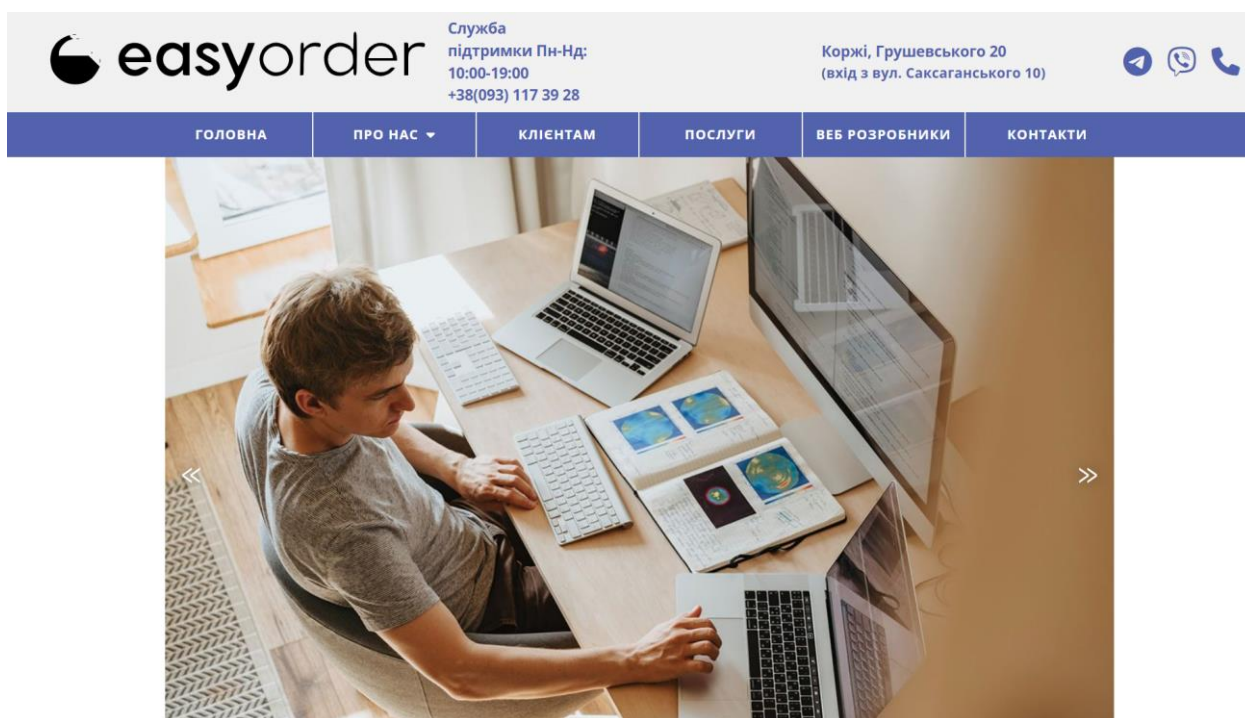 easyorder
Служба
підтримки Пн-Нд:
10:00-19:00
+38(093) 117 39 28
Коржі, Грушевського 20
(вхід з вул. Саксаганського 10)
ГОЛОВНА
ПРО НАС
КЛІЄНТАМ
ПОСЛУГИ
ВЕБ РОЗРОБНИКИ
КОНТАКТИ